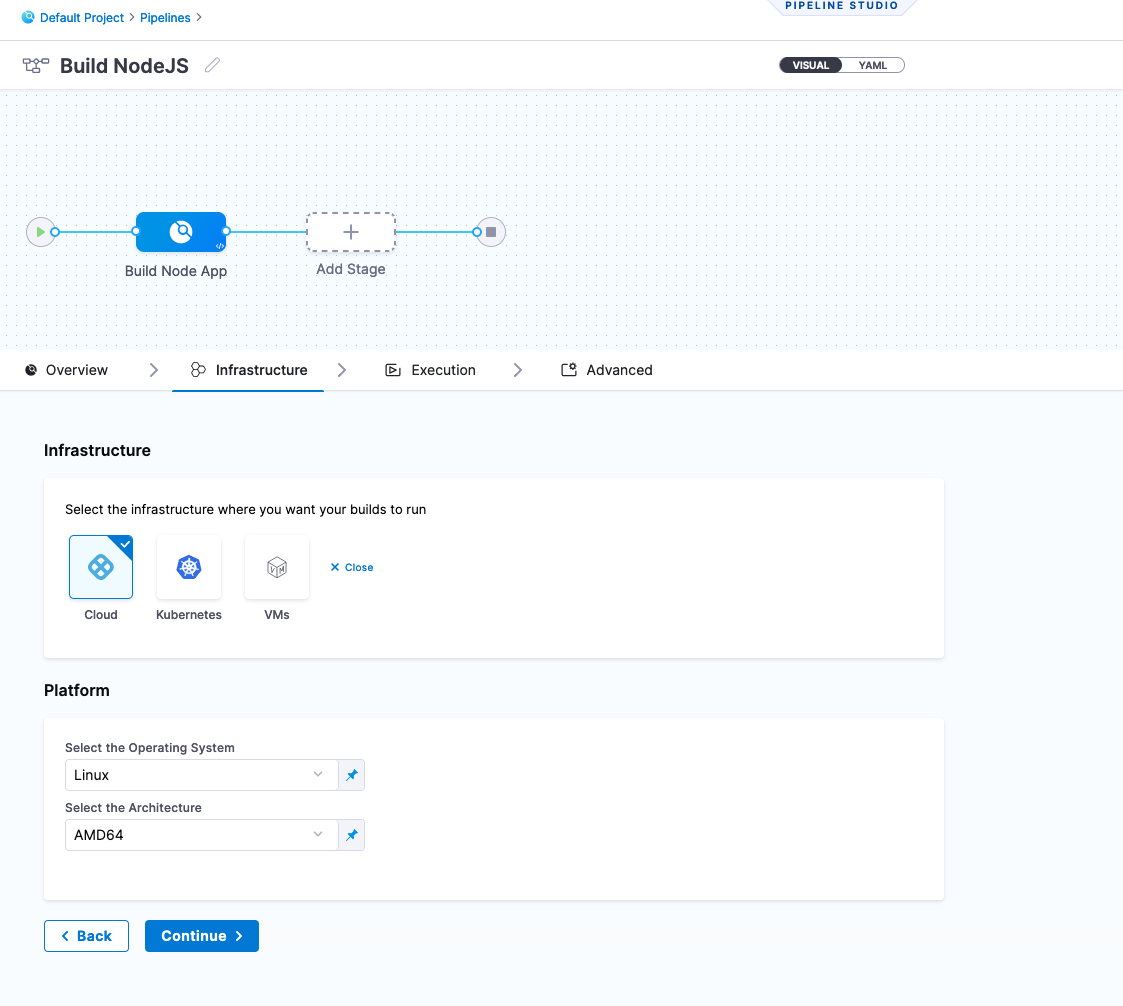 Default Project > Pipelines >
PIPELINE STUDIO
Build NodeJS
VISUAL YAML
</>
Build Node App
Add Stage
Overview Infrastructure Execution Advanced
Infrastructure
Select the infrastructure where you want your builds to run
VM
× Close
Cloud Kubernetes VMs
Platform
Select the Operating System
Linux
Select the Architecture
AMD64
< Back Continue >